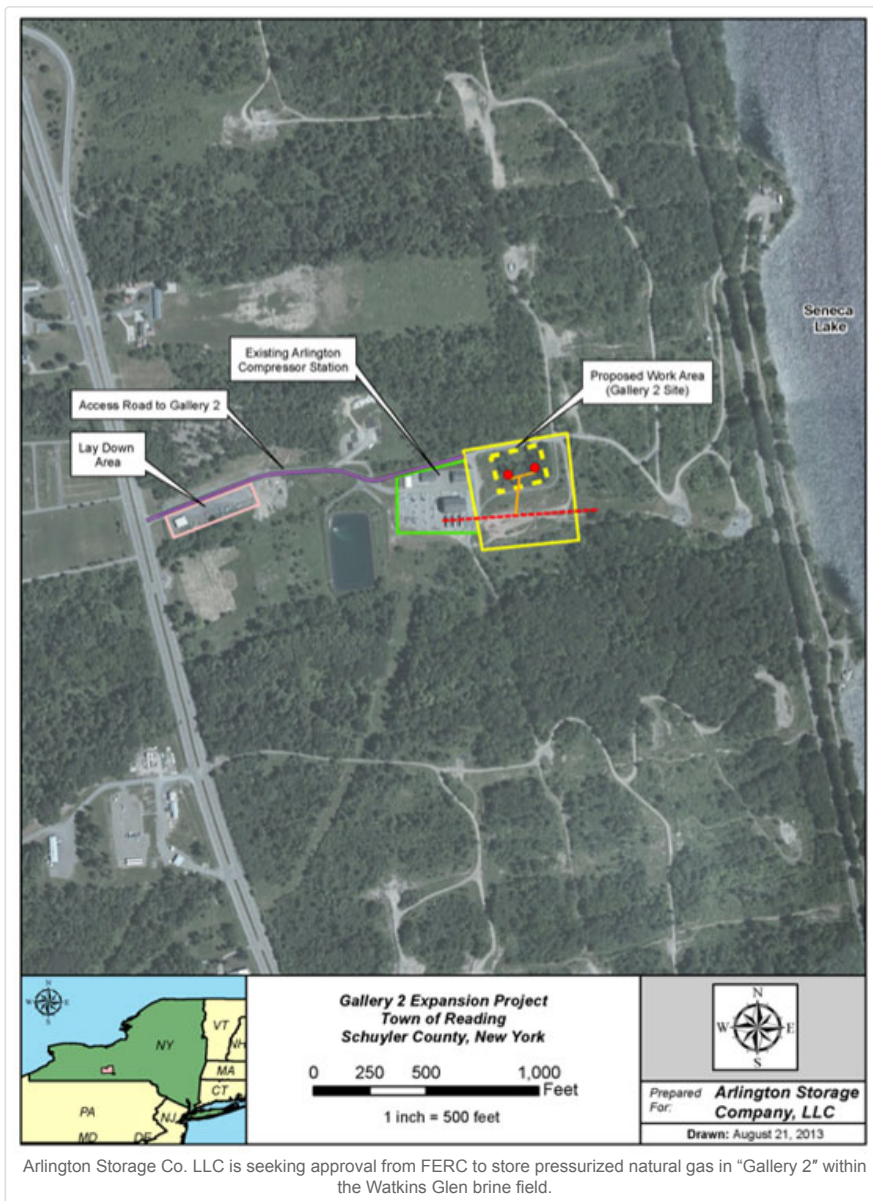 Seneca
Lake
Existing Arlington
Compressor Station
Proposed Work Area
(Gallery 2 Site)
Access Road to Gallery 2
Lay Down
Area
N
W
E
S
NY
VT
NH
MA
CT
PA
NJ
MD
DE
Gallery 2 Expansion Project
Town of Reading
Schuyler County, New York
0 250 500 1,000
Feet
1 inch = 500 feet
N
W E
S
Prepared For: Arlington Storage Company, LLC
Drawn: August 21, 2013
Arlington Storage Co. LLC is seeking approval from FERC to store pressurized natural gas in “Gallery 2″ within
the Watkins Glen brine field.